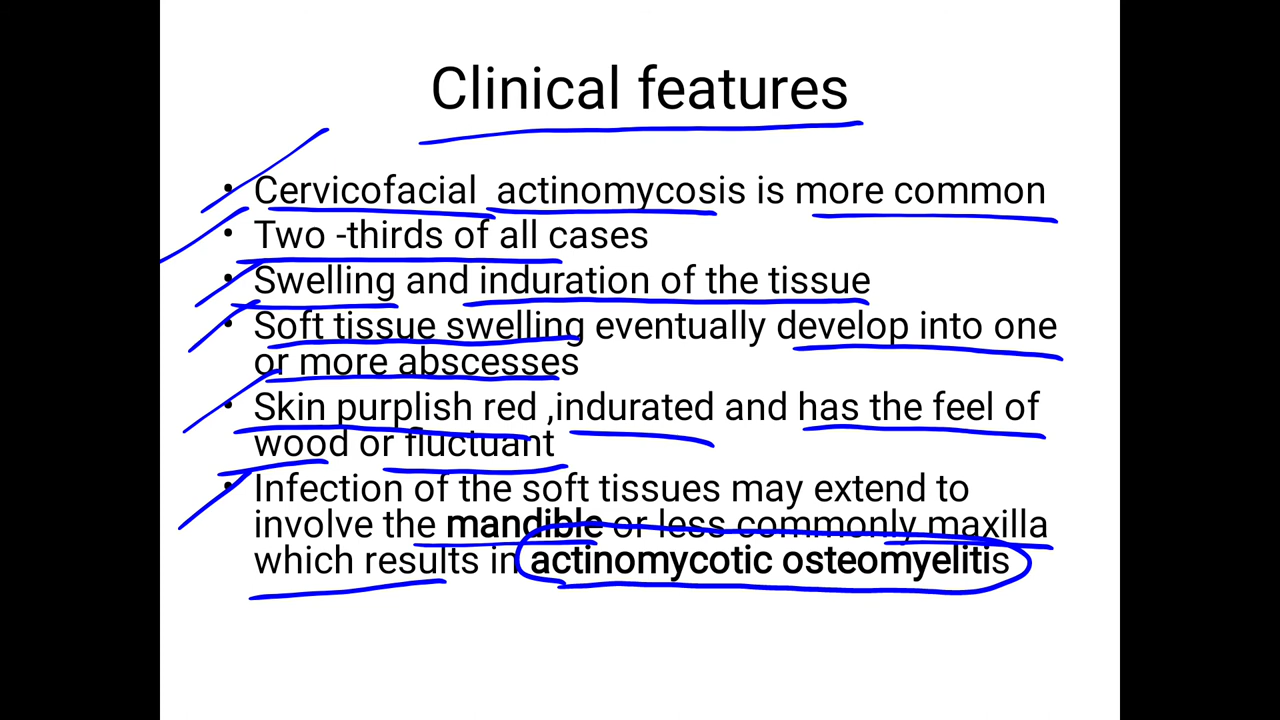 Clinical features
• Cervicofacial actinomycosis is more common
• Two -thirds of all cases
• Swelling and induration of the tissue
• Soft tissue swelling eventually develop into one
or more abscesses
• Skin purplish red ,indurated and has the feel of
wood or fluctuant
• Infection of the soft tissues may extend to
involve the mandible or less commonly maxilla
which results in actinomycotic osteomyelitis